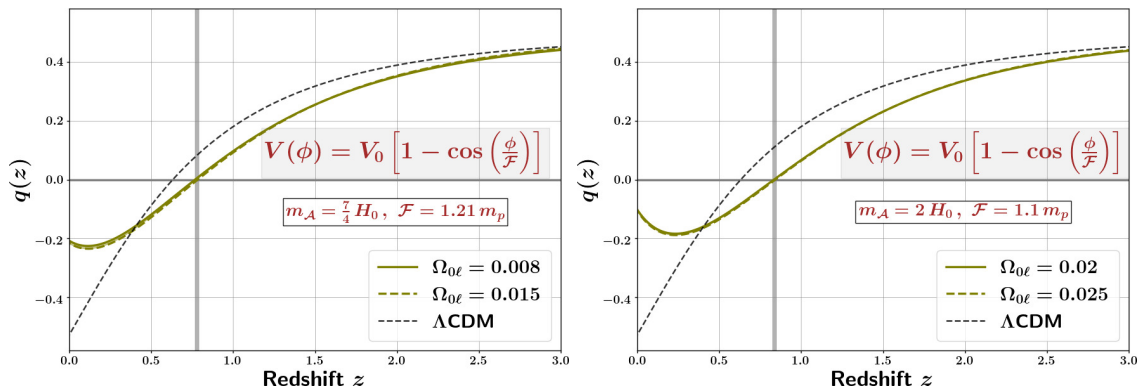 q(z)
0.4
0.2
0.0
−0.2
−0.4
V(ϕ) = V₀ [1 − cos (ϕ/ℱ)]
m_𝒜 = 7/4 H₀, ℱ = 1.21 m_p
Ω₀ℓ = 0.008
Ω₀ℓ = 0.015
ΛCDM
0.0 0.5 1.0 1.5 2.0 2.5 3.0
Redshift z
q(z)
0.4
0.2
0.0
−0.2
−0.4
V(ϕ) = V₀ [1 − cos (ϕ/ℱ)]
m_𝒜 = 2 H₀, ℱ = 1.1 m_p
Ω₀ℓ = 0.02
Ω₀ℓ = 0.025
ΛCDM
0.0 0.5 1.0 1.5 2.0 2.5 3.0
Redshift z